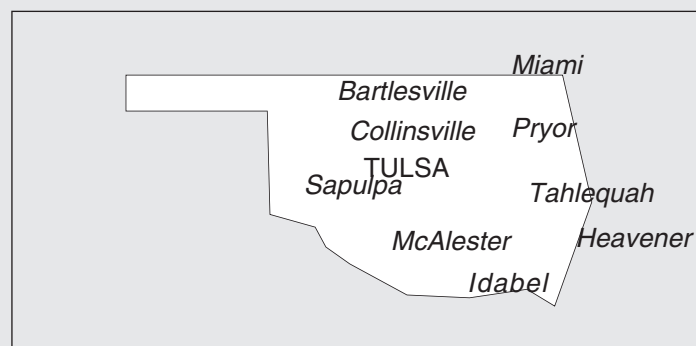 Miami
Bartlesville
Collinsville
Pryor
TULSA
Sapulpa
Tahlequah
McAlester
Heavener
Idabel